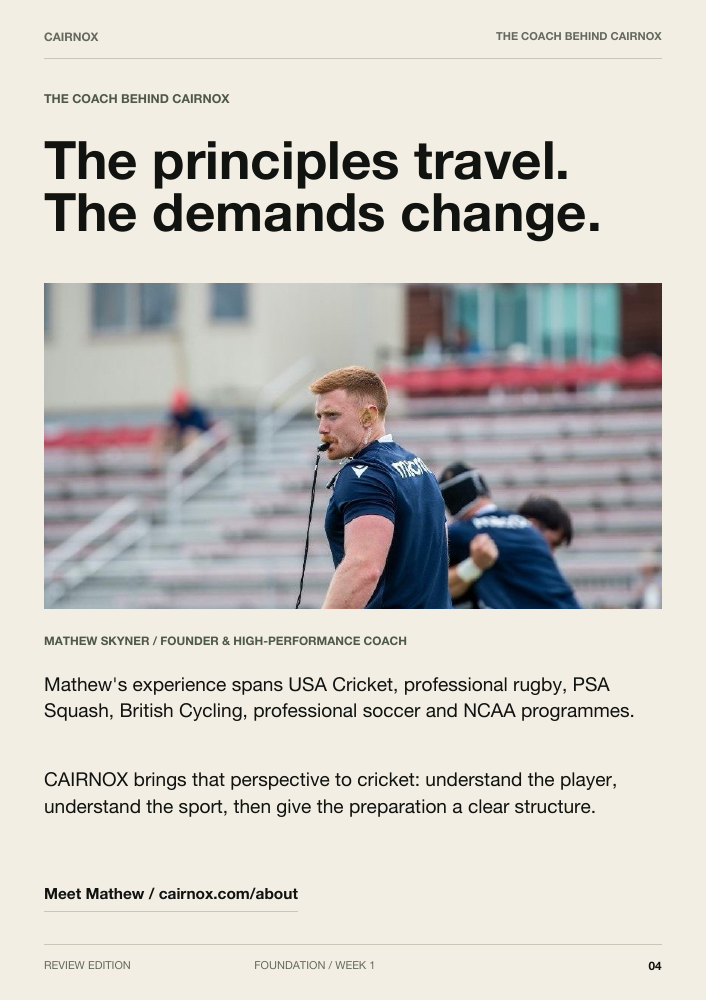 CAIRNOX
THE COACH BEHIND CAIRNOX
THE COACH BEHIND CAIRNOX
The principles travel.
The demands change.
MATHEW SKYNER / FOUNDER & HIGH-PERFORMANCE COACH
Mathew's experience spans USA Cricket, professional rugby, PSA
Squash, British Cycling, professional soccer and NCAA programmes.
CAIRNOX brings that perspective to cricket: understand the player,
understand the sport, then give the preparation a clear structure.
Meet Mathew / cairnox.com/about
REVIEW EDITION
FOUNDATION / WEEK 1
04